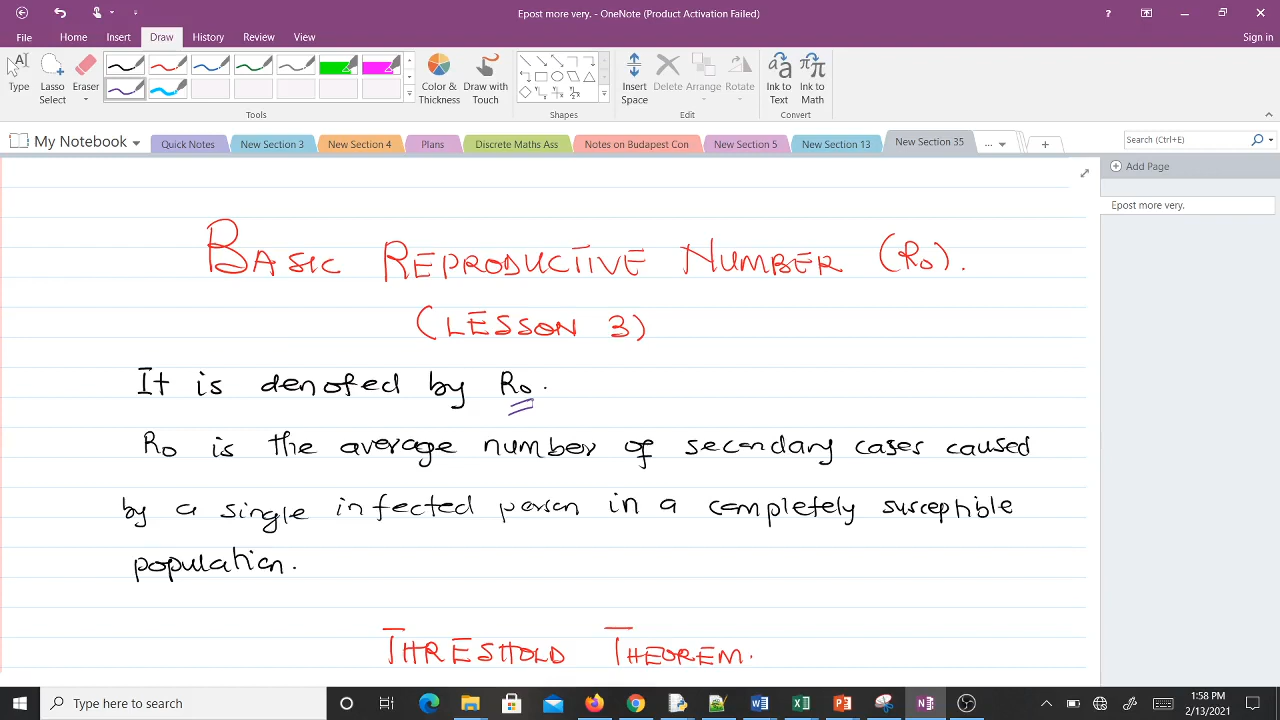 Epost more very. - OneNote (Product Activation Failed)
File Home Insert Draw History Review View
Sign in
Type
Lasso Select
Eraser
Color & Thickness
Draw with Touch
Insert Space
Delete
Arrange
Rotate
Ink to Text
Ink to Math
Tools
Shapes
Edit
Convert
My Notebook
Quick Notes
New Section 3
New Section 4
Plans
Discrete Maths Ass
Notes on Budapest Con
New Section 5
New Section 13
New Section 35
...
Search (Ctrl+E)
Add Page
Epost more very.
BASIC REPRODUCTIVE NUMBER (Ro).
(LESSON 3)
It is denoted by Ro.
Ro is the average number of secondary cases caused
by a single infected person in a completely susceptible
population.
THRESHOLD THEOREM.
Type here to search
1:58 PM
2/13/2021